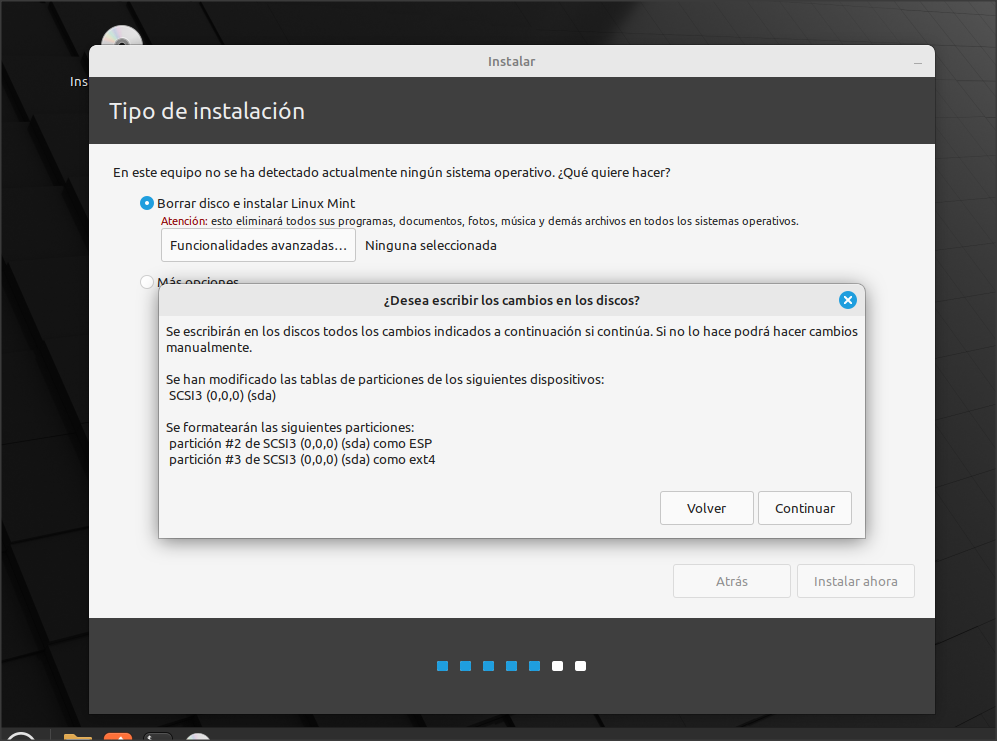 Ins
Instalar
Tipo de instalación
En este equipo no se ha detectado actualmente ningún sistema operativo. ¿Qué quiere hacer?
Borrar disco e instalar Linux Mint
Atención: esto eliminará todos sus programas, documentos, fotos, música y demás archivos en todos los sistemas operativos.
Funcionalidades avanzadas...
Ninguna seleccionada
Más opciones
¿Desea escribir los cambios en los discos?
Se escribirán en los discos todos los cambios indicados a continuación si continúa. Si no lo hace podrá hacer cambios
manualmente.
Se han modificado las tablas de particiones de los siguientes dispositivos:
SCSI3 (0,0,0) (sda)
Se formatearán las siguientes particiones:
partición #2 de SCSI3 (0,0,0) (sda) como ESP
partición #3 de SCSI3 (0,0,0) (sda) como ext4
Volver
Continuar
Atrás
Instalar ahora